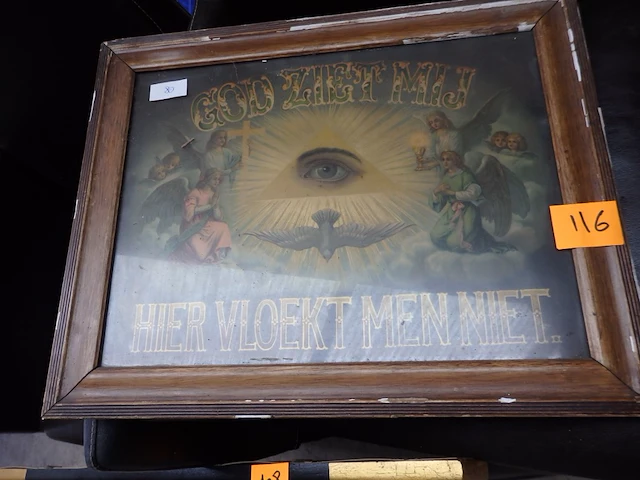 GOD ZIET MIJ
HIER VLOEKT MEN NIET.
116